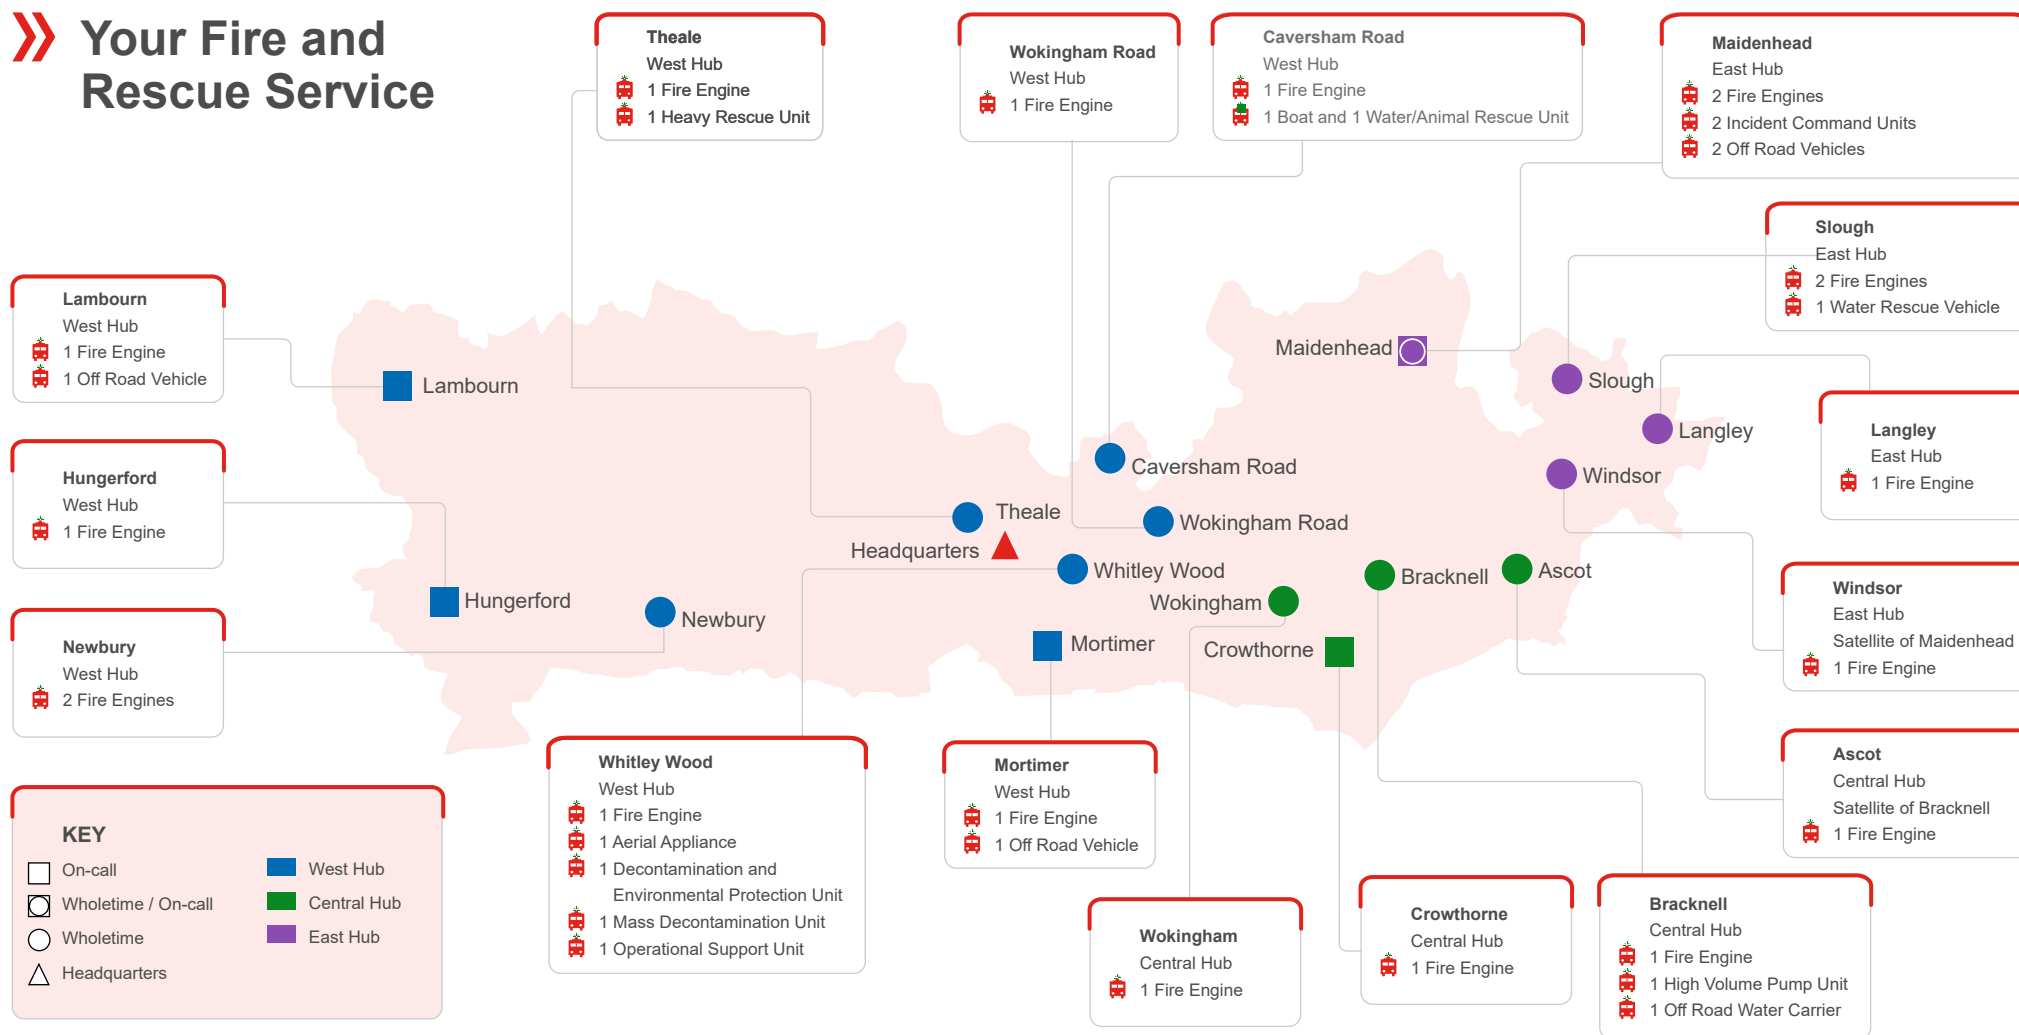 Your Fire and
Rescue Service
Theale
West Hub
1 Fire Engine
1 Heavy Rescue Unit
Wokingham Road
West Hub
1 Fire Engine
Caversham Road
West Hub
1 Fire Engine
1 Boat and 1 Water/Animal Rescue Unit
Maidenhead
East Hub
2 Fire Engines
2 Incident Command Units
2 Off Road Vehicles
Slough
East Hub
2 Fire Engines
1 Water Rescue Vehicle
Lambourn
West Hub
1 Fire Engine
1 Off Road Vehicle
Hungerford
West Hub
1 Fire Engine
Newbury
West Hub
2 Fire Engines
Langley
East Hub
1 Fire Engine
Windsor
East Hub
Satellite of Maidenhead
1 Fire Engine
Ascot
Central Hub
Satellite of Bracknell
1 Fire Engine
Maidenhead
Slough
Lambourn
Langley
Caversham Road
Windsor
Theale
Wokingham Road
Headquarters
Whitley Wood
Bracknell
Ascot
Hungerford
Wokingham
Newbury
Mortimer
Crowthorne
Whitley Wood
West Hub
1 Fire Engine
1 Aerial Appliance
1 Decontamination and
Environmental Protection Unit
1 Mass Decontamination Unit
1 Operational Support Unit
Mortimer
West Hub
1 Fire Engine
1 Off Road Vehicle
Wokingham
Central Hub
1 Fire Engine
Crowthorne
Central Hub
1 Fire Engine
Bracknell
Central Hub
1 Fire Engine
1 High Volume Pump Unit
1 Off Road Water Carrier
KEY
On-call
Wholetime / On-call
Wholetime
Headquarters
West Hub
Central Hub
East Hub